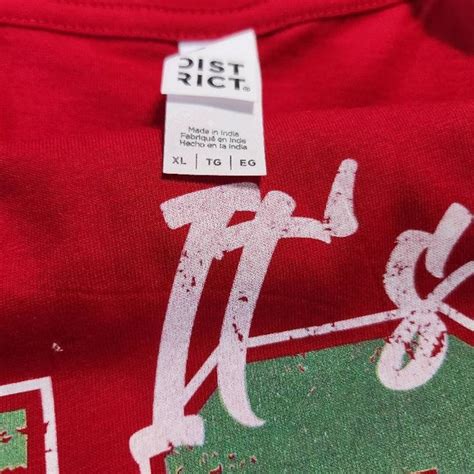 DIST
RICT®
Made in India
Fabriqué en Inde
Hecho en la India
XL | TG | EG
It's